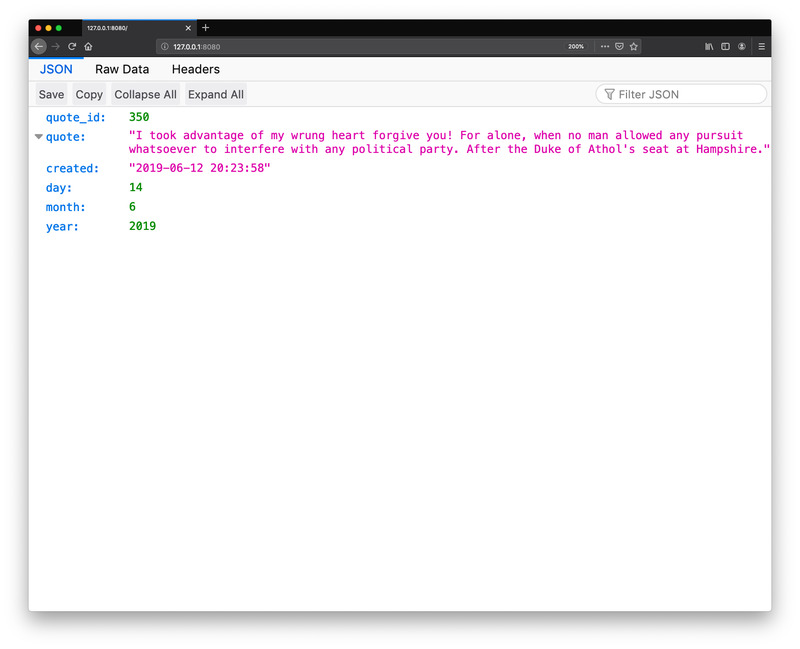 127.0.0.1:8080/
127.0.0.1:8080
200%
JSON Raw Data Headers
Save Copy Collapse All Expand All Filter JSON
quote_id: 350
quote: "I took advantage of my wrung heart forgive you! For alone, when no man allowed any pursuit
whatsoever to interfere with any political party. After the Duke of Athol's seat at Hampshire."
created: "2019-06-12 20:23:58"
day: 14
month: 6
year: 2019